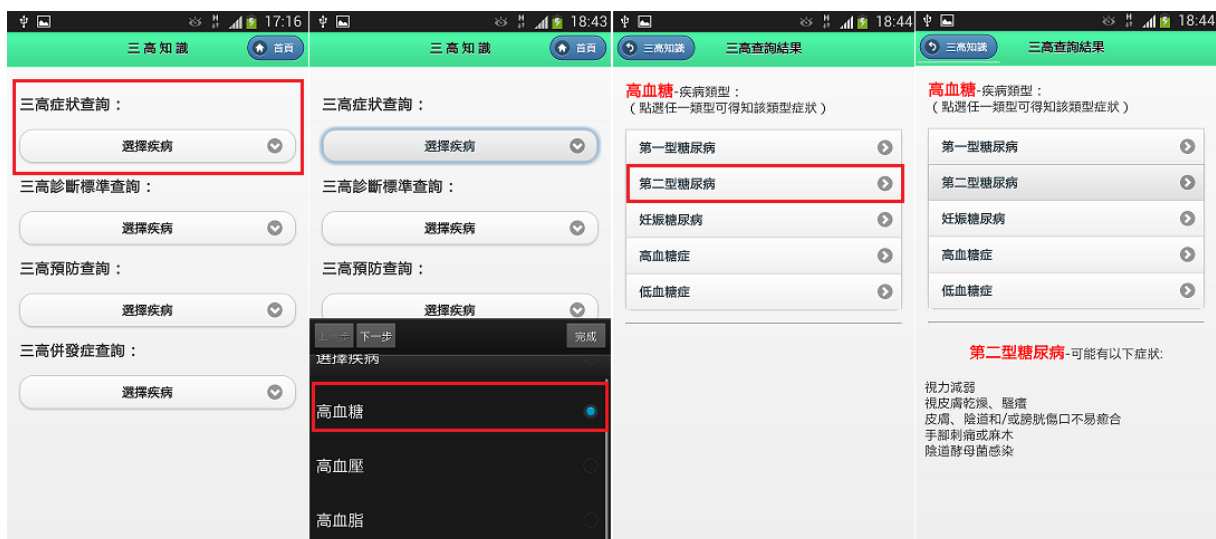 17:16
三高知識
首頁
三高症狀查詢：
選擇疾病
三高診斷標準查詢：
選擇疾病
三高預防查詢：
選擇疾病
三高併發症查詢：
選擇疾病
18:43
三高知識
首頁
三高症狀查詢：
選擇疾病
三高診斷標準查詢：
選擇疾病
三高預防查詢：
選擇疾病
上一步 下一步 完成
選擇疾病
高血糖
高血壓
高血脂
18:44
三高知識 三高查詢結果
高血糖-疾病類型：
(點選任一類型可得知該類型症狀)
第一型糖尿病
第二型糖尿病
妊娠糖尿病
高血糖症
低血糖症
18:44
三高知識 三高查詢結果
高血糖-疾病類型：
(點選任一類型可得知該類型症狀)
第一型糖尿病
第二型糖尿病
妊娠糖尿病
高血糖症
低血糖症
第二型糖尿病-可能有以下症狀:
視力減弱
視皮膚乾燥、騷癢
皮膚、陰道和/或膀胱傷口不易癒合
手腳刺痛或麻木
陰道酵母菌感染